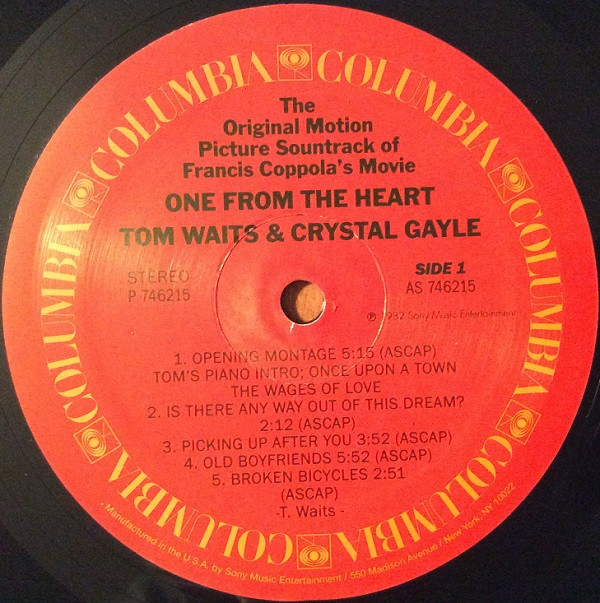 COLUMBIA COLUMBIA COLUMBIA COLUMBIA COLUMBIA COLUMBIA COLUMBIA
The
Original Motion
Picture Sountrack of
Francis Coppola's Movie
ONE FROM THE HEART
TOM WAITS & CRYSTAL GAYLE
STEREO
P 746215
SIDE 1
AS 746215
℗ 1982 Sony Music Entertainment
1. OPENING MONTAGE 5:15 (ASCAP)
TOM'S PIANO INTRO; ONCE UPON A TOWN
THE WAGES OF LOVE
2. IS THERE ANY WAY OUT OF THIS DREAM?
2:12 (ASCAP)
3. PICKING UP AFTER YOU 3:52 (ASCAP)
4. OLD BOYFRIENDS 5:52 (ASCAP)
5. BROKEN BICYCLES 2:51
(ASCAP)
-T. Waits -
Manufactured in the U.S.A. by Sony Music Entertainment / 550 Madison Avenue / New York, NY 10022